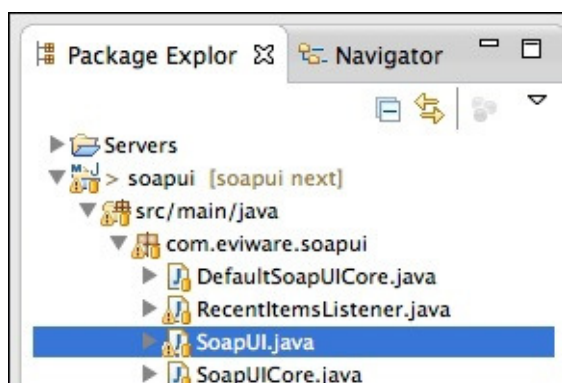 Package Explor Navigator
Servers
> soapui [soapui next]
src/main/java
com.eviware.soapui
DefaultSoapUICore.java
RecentItemsListener.java
SoapUI.java
SoapUICore.java